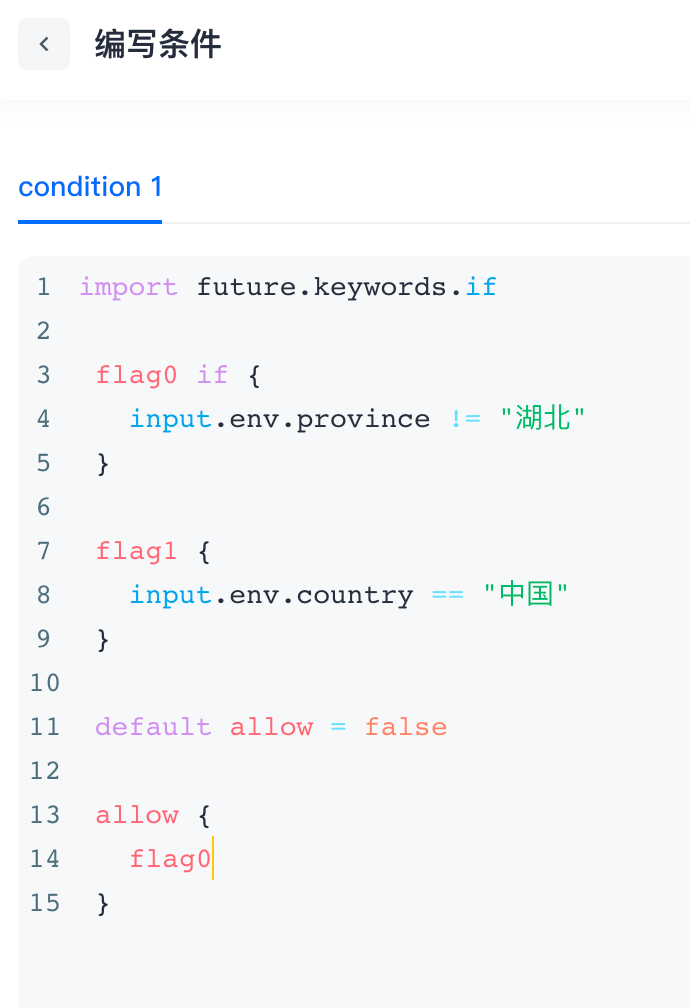 编写条件
condition 1
1 import future.keywords.if
2
3 flag0 if {
4 input.env.province != "湖北"
5 }
6
7 flag1 {
8 input.env.country == "中国"
9 }
10
11 default allow = false
12
13 allow {
14 flag0
15 }